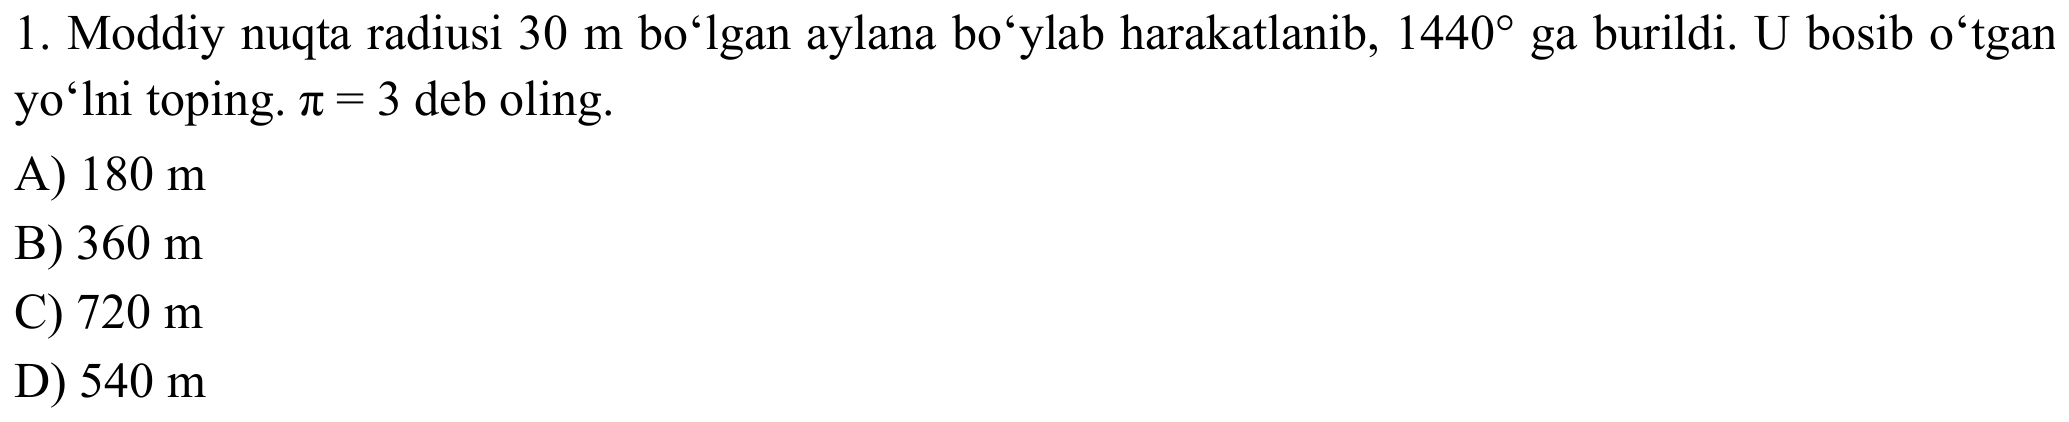 1. Moddiy nuqta radiusi 30 m bo‘lgan aylana bo‘ylab harakatlanib, 1440° ga burildi. U bosib o‘tgan
yo‘lni toping. π = 3 deb oling.
A) 180 m
B) 360 m
C) 720 m
D) 540 m